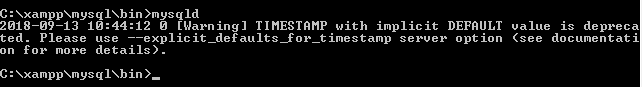 C:\xampp\mysql\bin>mysqld
2018-09-13 10:44:12 0 [Warning] TIMESTAMP with implicit DEFAULT value is depreca
ted. Please use --explicit_defaults_for_timestamp server option (see documentati
on for more details).
C:\xampp\mysql\bin>_